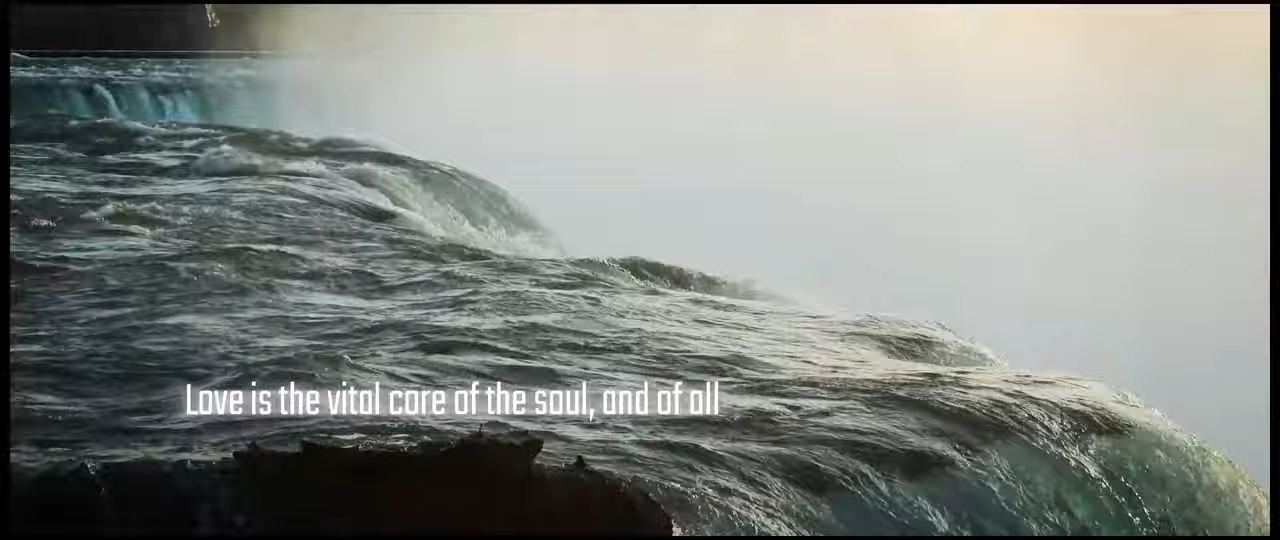 Love is the vital core of the soul, and of all